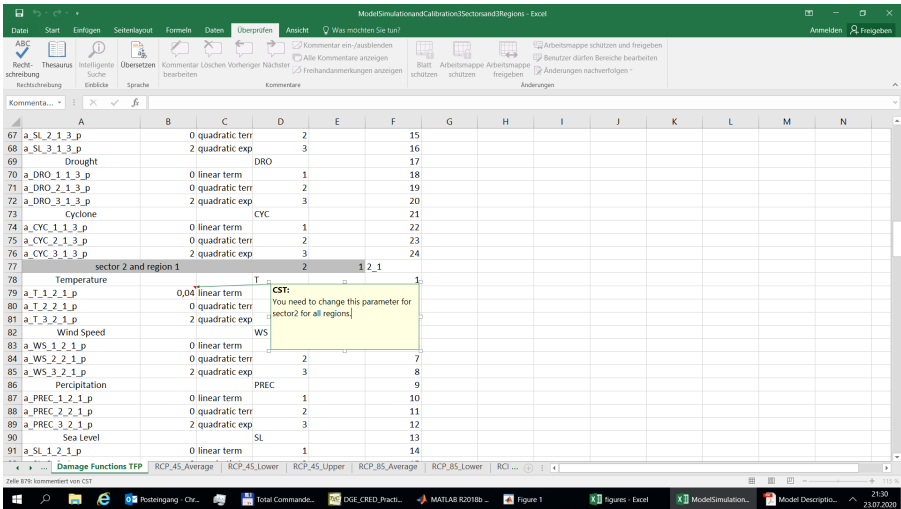 ModelSimulationandCalibration3Sectorsand3Regions - Excel
Anmelden Freigeben
Datei Start Einfügen Seitenlayout Formeln Daten Überprüfen Ansicht Was möchten Sie tun?
ABC
Recht-
schreibung
Thesaurus
Intelligente
Suche
Übersetzen
Kommentar
bearbeiten
Löschen Vorheriger Nächster
Kommentar ein-/ausblenden
Alle Kommentare anzeigen
Freihandanmerkungen anzeigen
Blatt
schützen
Arbeitsmappe
schützen
Arbeitsmappe
freigeben
Arbeitsmappe schützen und freigeben
Benutzer dürfen Bereiche bearbeiten
Änderungen nachverfolgen
Rechtschreibung Einblicke Sprache Kommentare Änderungen
Kommenta... fx
A B C D E F G H I J K L M N
67 a_SL_2_1_3_p 0 quadratic terr 2 15
68 a_SL_3_1_3_p 2 quadratic exp 3 16
69 Drought DRO 17
70 a_DRO_1_1_3_p 0 linear term 1 18
71 a_DRO_2_1_3_p 0 quadratic terr 2 19
72 a_DRO_3_1_3_p 2 quadratic exp 3 20
73 Cyclone CYC 21
74 a_CYC_1_1_3_p 0 linear term 1 22
75 a_CYC_2_1_3_p 0 quadratic terr 2 23
76 a_CYC_3_1_3_p 2 quadratic exp 3 24
77 sector 2 and region 1 2 1 2_1
78 Temperature T 1
79 a_T_1_2_1_p 0,04 linear term
80 a_T_2_2_1_p 0 quadratic terr
81 a_T_3_2_1_p 2 quadratic exp
CST:
You need to change this parameter for
sector2 for all regions.
82 Wind Speed WS
83 a_WS_1_2_1_p 0 linear term
84 a_WS_2_2_1_p 0 quadratic terr 2 7
85 a_WS_3_2_1_p 2 quadratic exp 3 8
86 Percipitation PREC 9
87 a_PREC_1_2_1_p 0 linear term 1 10
88 a_PREC_2_2_1_p 0 quadratic terr 2 11
89 a_PREC_3_2_1_p 2 quadratic exp 3 12
90 Sea Level SL 13
91 a_SL_1_2_1_p 0 linear term 1 14
... Damage Functions TFP RCP_45_Average RCP_45_Lower RCP_45_Upper RCP_85_Average RCP_85_Lower RCI ...
Zelle B79: kommentiert von CST
115 %
Posteingang - Chr... Total Commande... DGE_CRED_Practi... MATLAB R2018b ... Figure 1 figures - Excel ModelSimulation... Model Descriptio...
21:30
23.07.2020